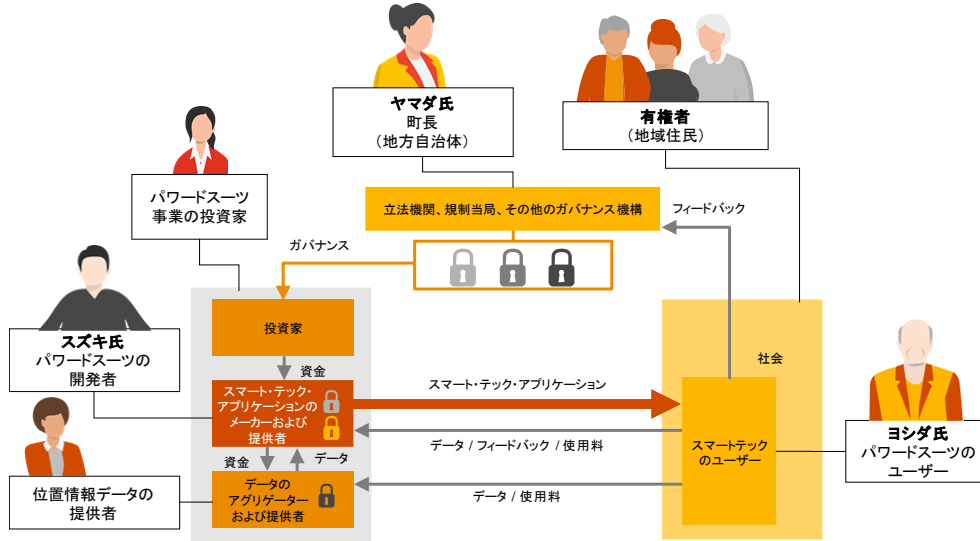 ヤマダ氏
町長
（地方自治体）
有権者
（地域住民）
パワードスーツ
事業の投資家
立法機関、規制当局、その他のガバナンス機構
フィードバック
ガバナンス
スズキ氏
パワードスーツの
開発者
投資家
資金
社会
スマート・テック・
アプリケーションの
メーカーおよび
提供者
スマート・テック・アプリケーション
データ / フィードバック / 使用料
スマートテック
のユーザー
ヨシダ氏
パワードスーツの
ユーザー
資金
データ
データの
アグリゲーター
および提供者
データ / 使用料
位置情報データの
提供者